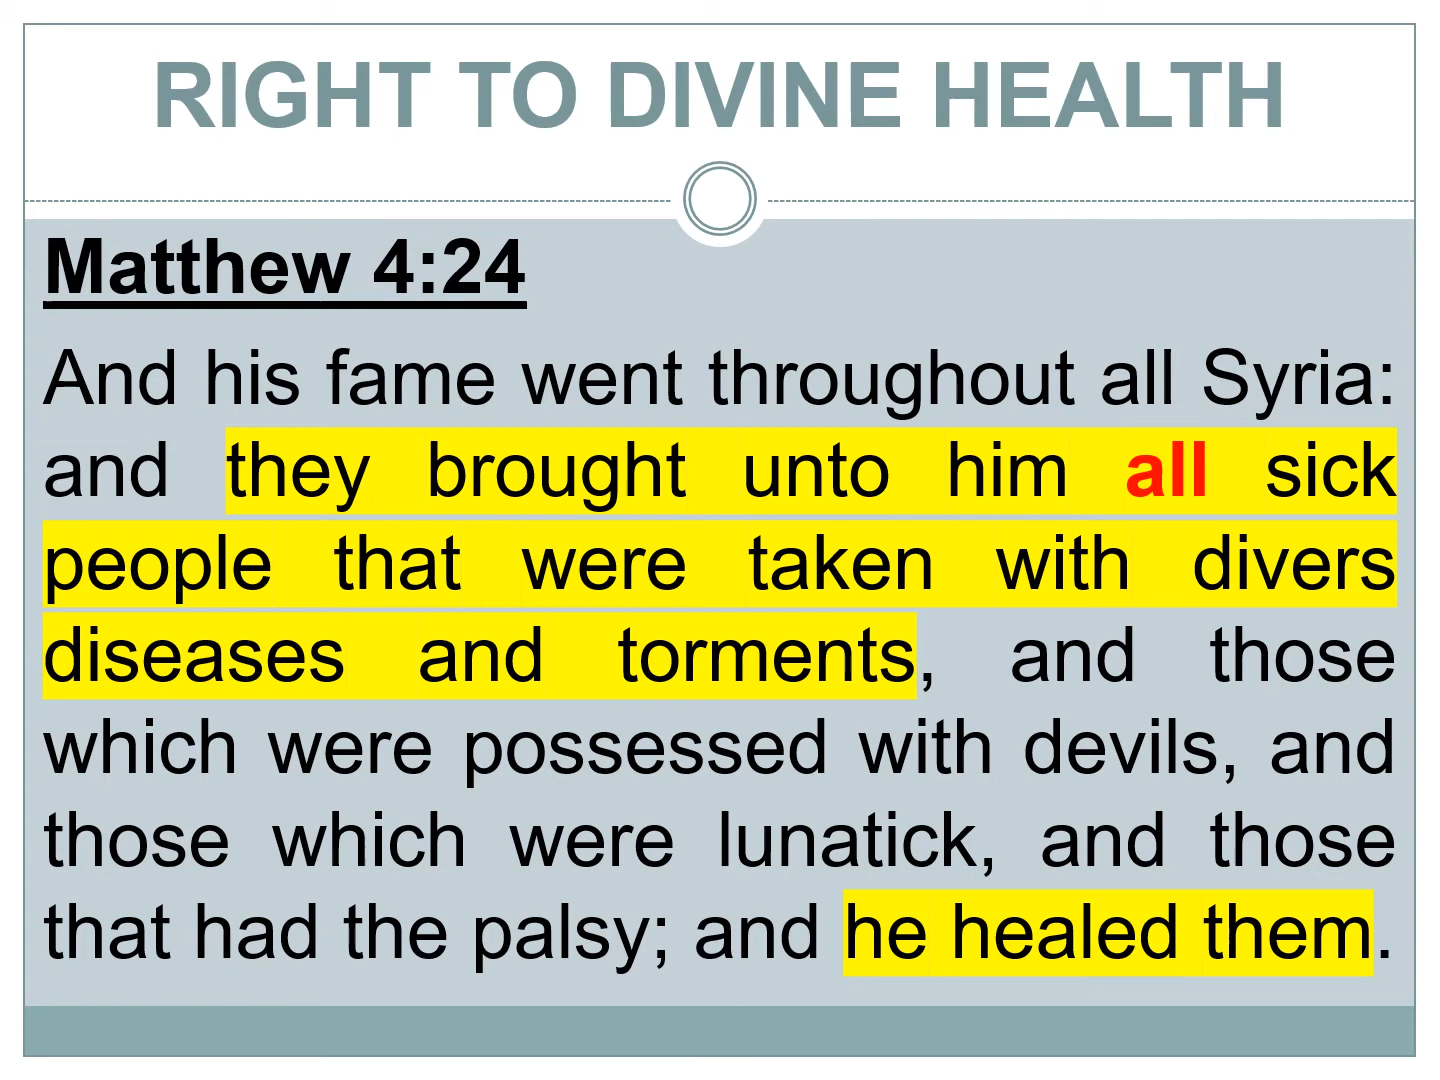 RIGHT TO DIVINE HEALTH
Matthew 4:24
And his fame went throughout all Syria:
and they brought unto him all sick
people that were taken with divers
diseases and torments, and those
which were possessed with devils, and
those which were lunatick, and those
that had the palsy; and he healed them.